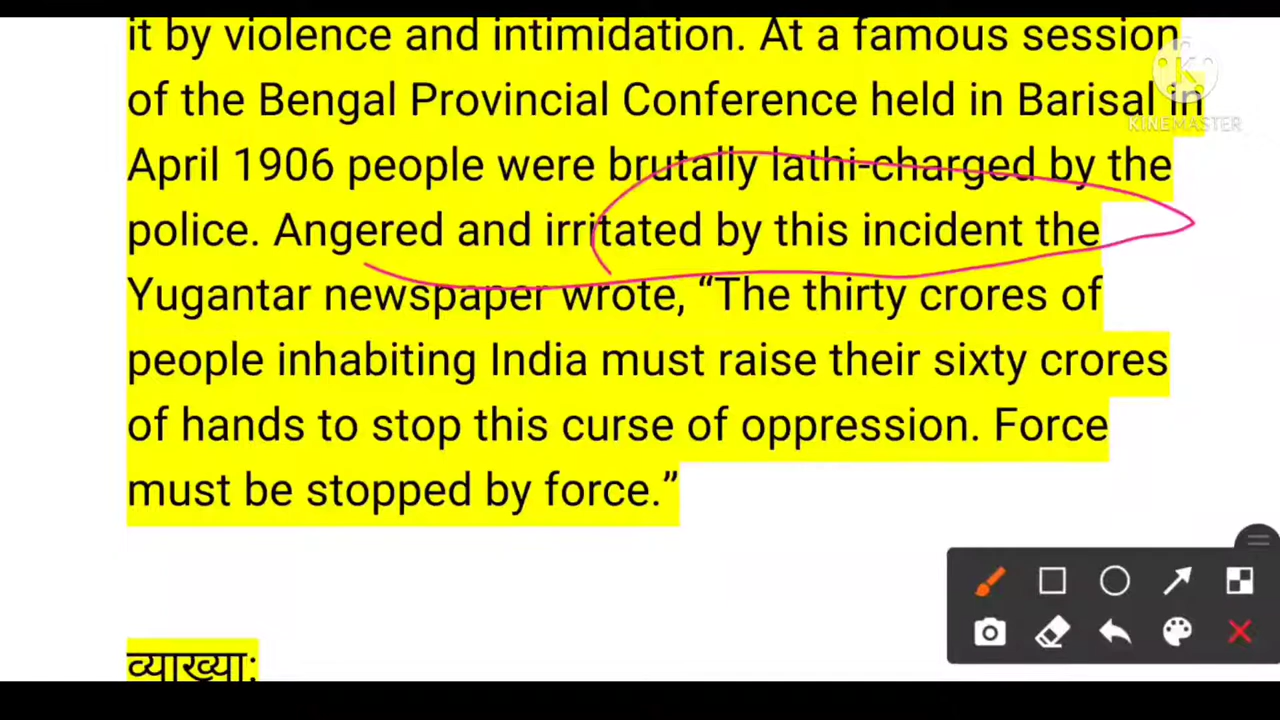 it by violence and intimidation. At a famous session
of the Bengal Provincial Conference held in Barisal in
April 1906 people were brutally lathi-charged by the
police. Angered and irritated by this incident the
Yugantar newspaper wrote, “The thirty crores of
people inhabiting India must raise their sixty crores
of hands to stop this curse of oppression. Force
must be stopped by force.”
व्याख्या:
K
KINEMASTER